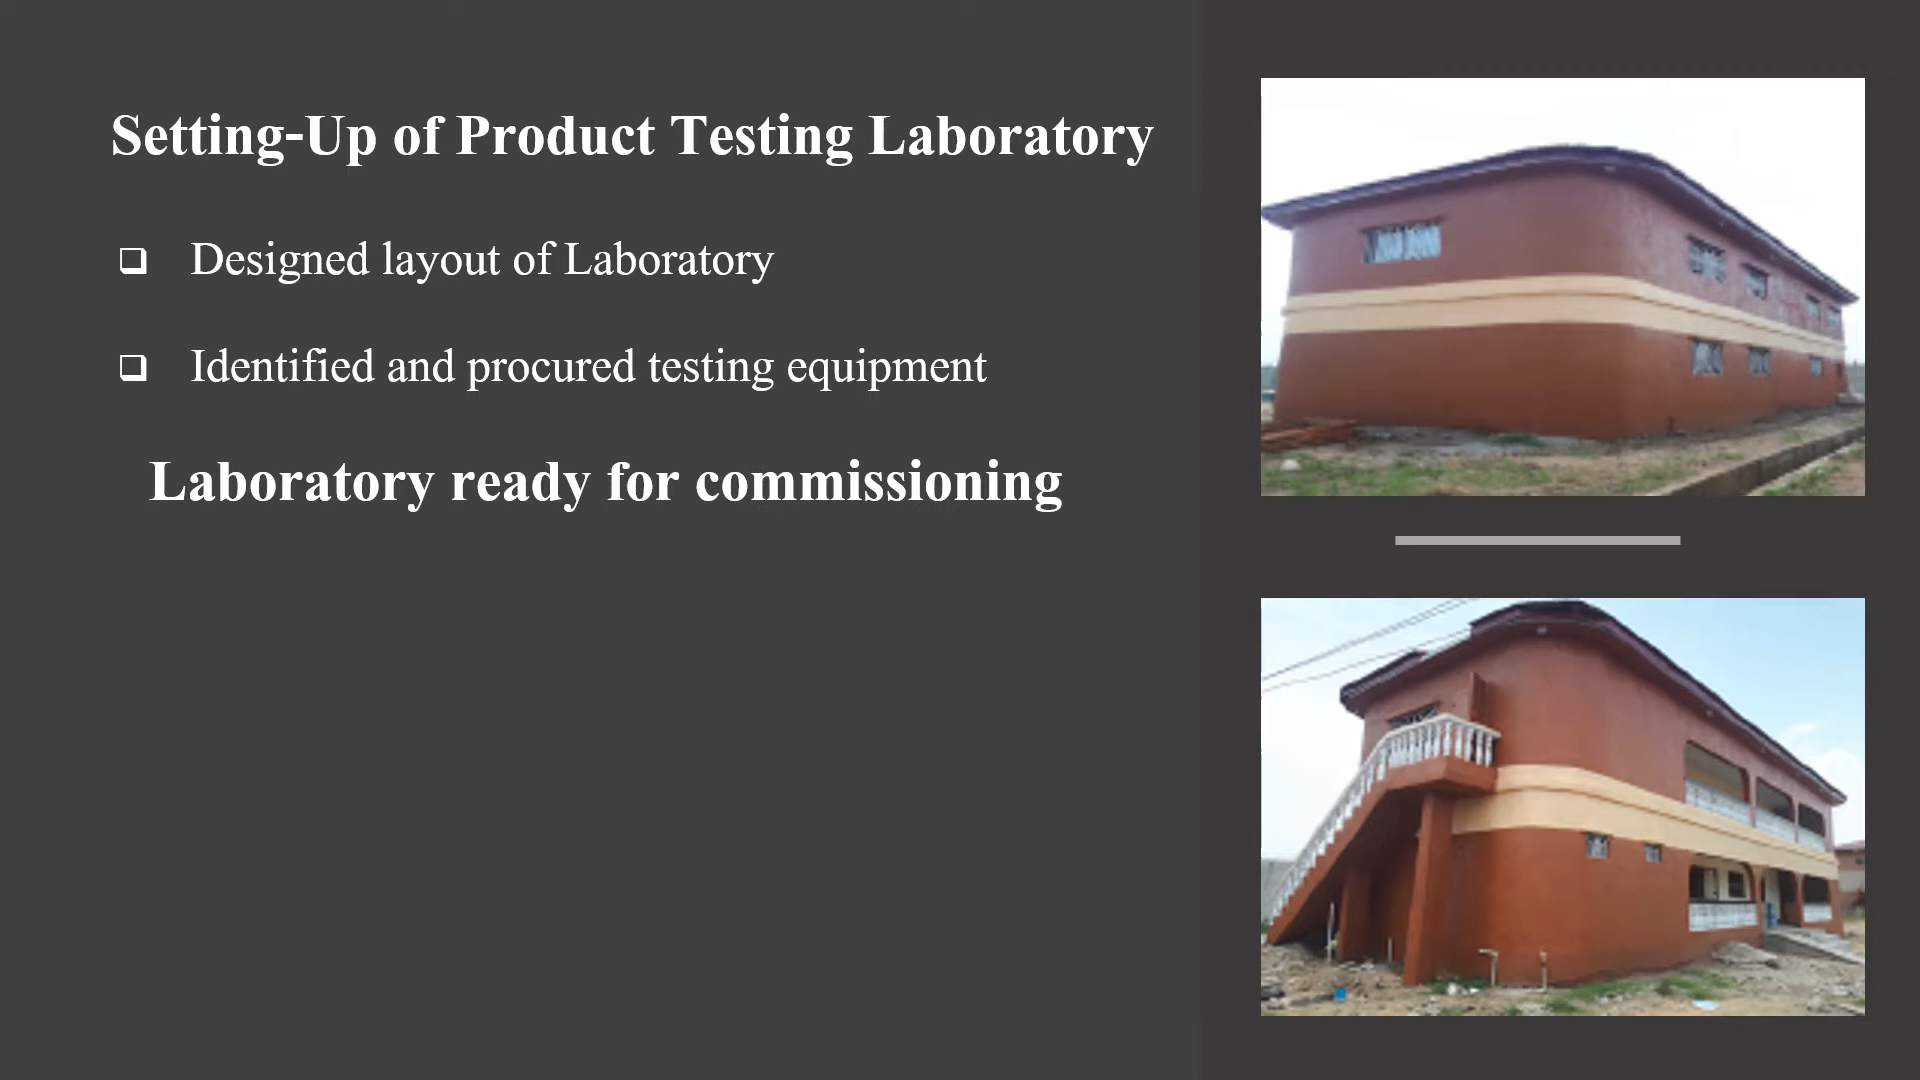 Setting-Up of Product Testing Laboratory
❑ Designed layout of Laboratory
❑ Identified and procured testing equipment
Laboratory ready for commissioning